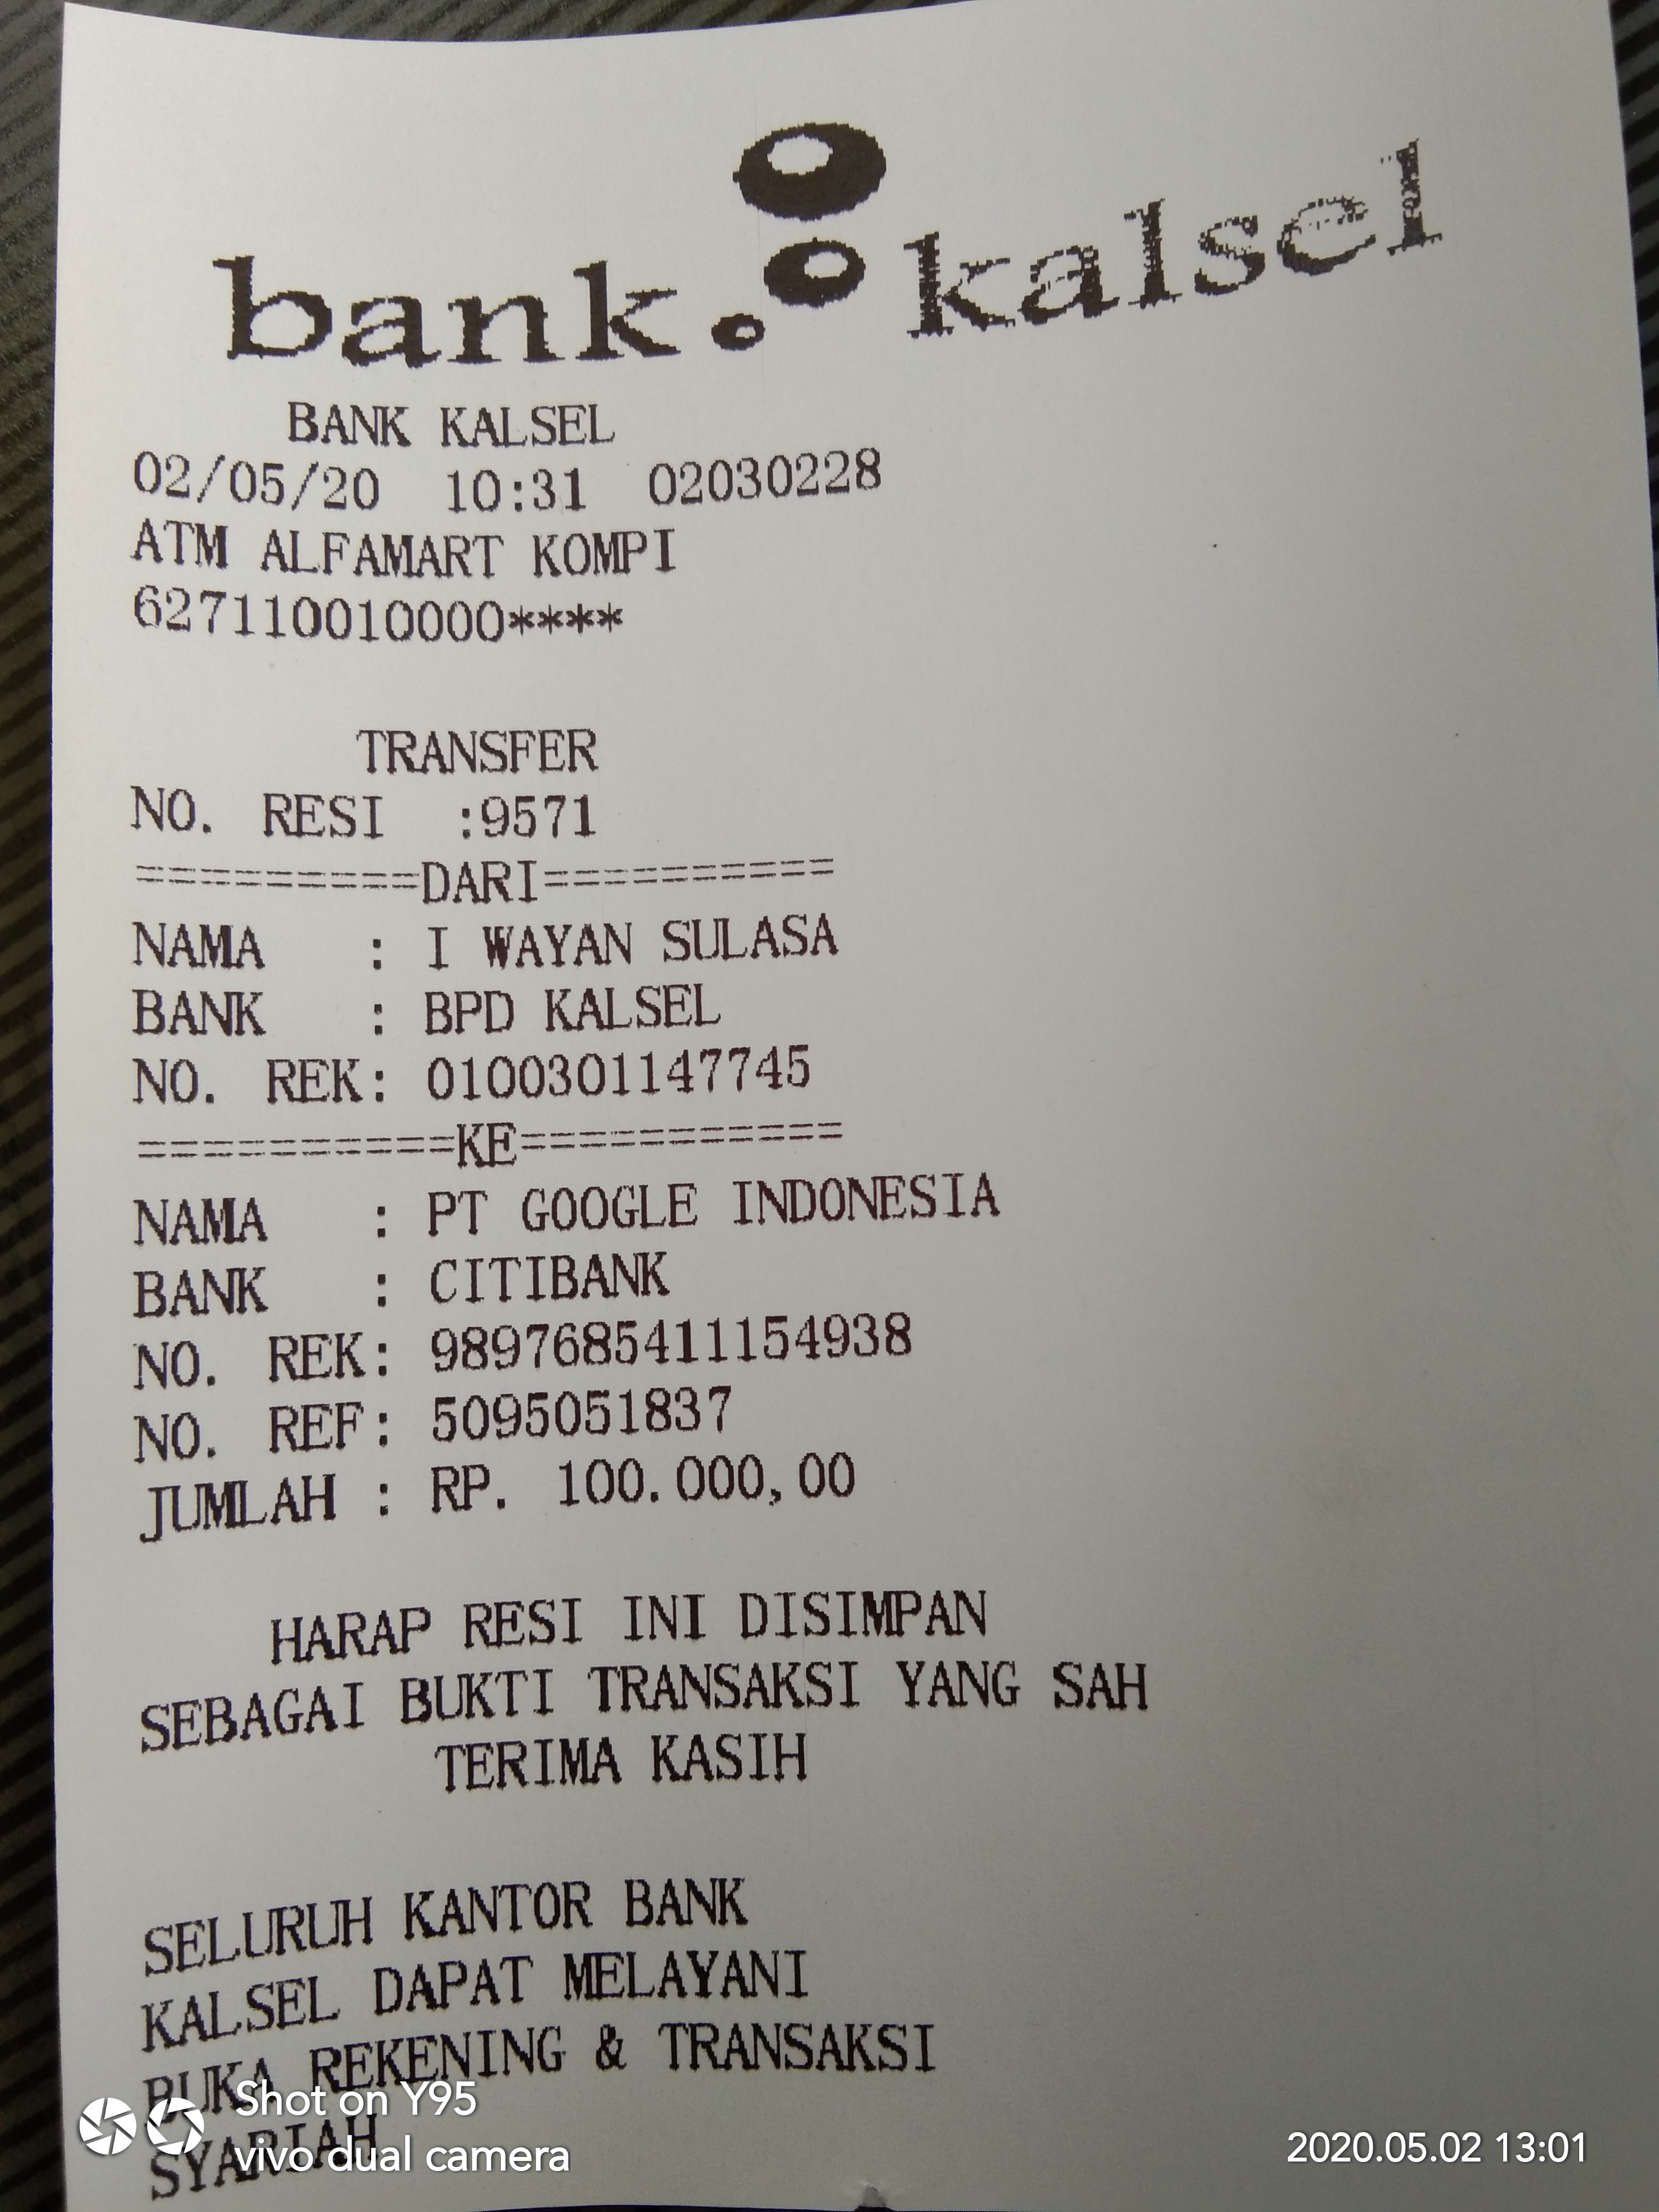 bank kalsel
BANK KALSEL
02/05/20 10:31 02030228
ATM ALFAMART KOMPI
627110010000****
TRANSFER
NO. RESI :9571
=========DARI==========
NAMA : I WAYAN SULASA
BANK : BPD KALSEL
NO. REK: 0100301147745
==========KE===========
NAMA : PT GOOGLE INDONESIA
BANK : CITIBANK
NO. REK: 9897685411154938
NO. REF: 5095051837
JUMLAH : RP. 100.000,00
HARAP RESI INI DISIMPAN
SEBAGAI BUKTI TRANSAKSI YANG SAH
TERIMA KASIH
SELURUH KANTOR BANK
KALSEL DAPAT MELAYANI
BUKA REKENING & TRANSAKSI
SYARIAH
Shot on Y95
vivo dual camera
2020.05.02 13:01